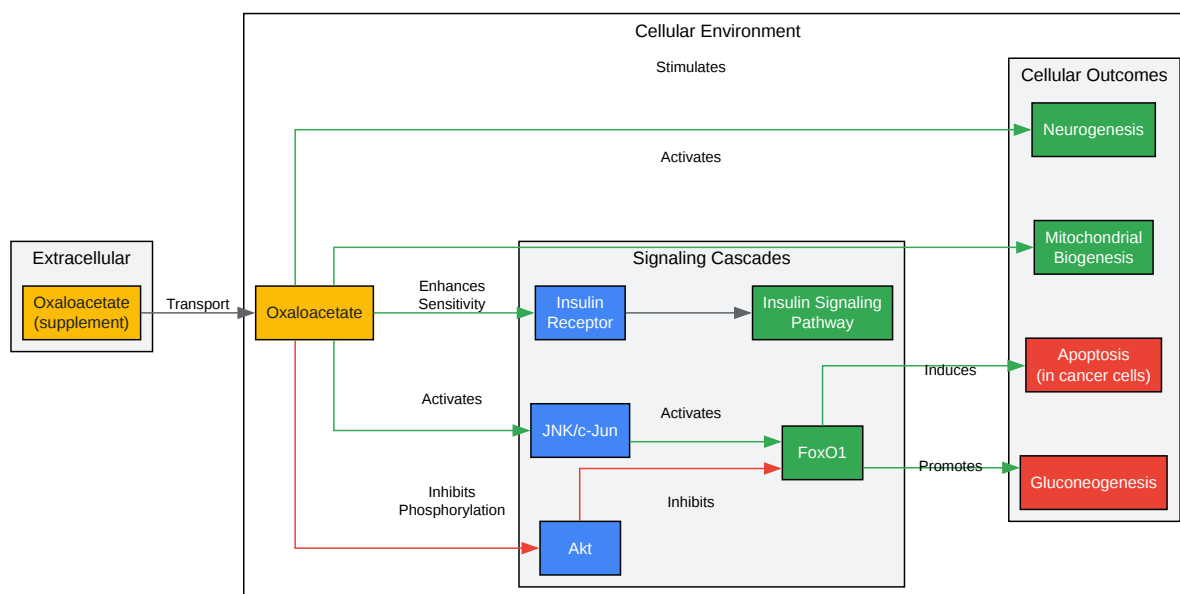 Cellular Environment
Stimulates
Cellular Outcomes
Neurogenesis
Activates
Mitochondrial
Biogenesis
Extracellular
Oxaloacetate
(supplement)
Transport
Oxaloacetate
Enhances
Sensitivity
Signaling Cascades
Insulin
Receptor
Insulin Signaling
Pathway
Apoptosis
(in cancer cells)
Induces
Activates
JNK/c-Jun
Activates
FoxO1
Promotes
Gluconeogenesis
Inhibits
Phosphorylation
Inhibits
Akt